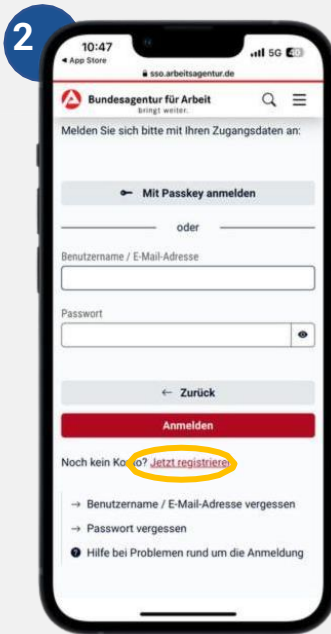 2
10:47
5G 40
◀ App Store
sso.arbeitsagentur.de
Bundesagentur für Arbeit
bringt weiter.
Melden Sie sich bitte mit Ihren Zugangsdaten an:
Mit Passkey anmelden
oder
Benutzername / E-Mail-Adresse
Passwort
← Zurück
Anmelden
Noch kein Konto? Jetzt registrieren
→ Benutzername / E-Mail-Adresse vergessen
→ Passwort vergessen
? Hilfe bei Problemen rund um die Anmeldung